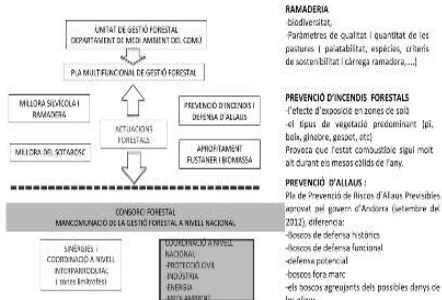 UNITAT DE GESTIÓ FORESTAL
DEPARTAMENT DE MEDI AMBIENT DEL COMÚ
PLA MULTIFUNCIONAL DE GESTIÓ FORESTAL
MILLORA SILVÍCOLA I
RAMADERA
MILLORA DEL SOTABOSC
ACTUACIONS
FORESTALS
PREVENCIÓ D'INCENDIS I
DEFENSA D'ALLAUS
APROFITAMENT
FUSTANER I BIOMASSA
CONSORCI FORESTAL
MANCOMUNACIÓ DE LA GESTIÓ FORESTAL A NIVELL NACIONAL
SINÈRGIES I
COORDINACIÓ A NIVELL
INTERPARROQUIAL
( zones limítrofes)
COORDINACIÓ A NIVELL
NACIONAL
-PROTECCIÓ CIVIL
-INDÚSTRIA
-ENERGIA
-MEDI AMBIENT
RAMADERIA
-biodiversitat,
-Paràmetres de qualitat i quantitat de les
pastures ( palatabilitat, espècies, criteris
de sostenibilitat i càrrega ramadera,....)
PREVENCIÓ D'INCENDIS FORESTALS
-l'efecte d'exposició en zones de solà
-el tipus de vegetació predominant (pi,
boix, ginebre, gespet, etc)
Provoca que l'estat combustible sigui molt
alt durant els mesos càlids de l'any.
PREVENCIÓ D'ALLAUS :
Pla de Prevenció de Riscos d'Allaus Previsibles
aprovat pel govern d'Andorra (setembre del
2012), diferencia:
-Boscos de defensa històrics
-Boscos de defensa funcional
-defensa potencial
-boscos fora marc
-els boscos agreujants dels possibles danys de
les allaus